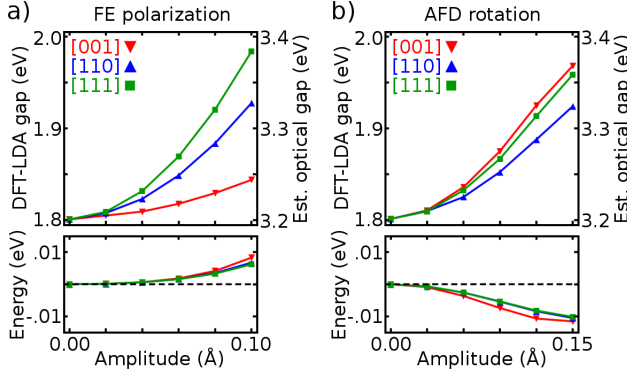 a) FE polarization
[001]
[110]
[111]
DFT-LDA gap (eV)
2.0
1.9
1.8
Est. optical gap (eV)
3.4
3.3
3.2
Energy (eV)
.01
-.01
0.00 0.10
Amplitude (Å)
b) AFD rotation
[001]
[110]
[111]
DFT-LDA gap (eV)
2.0
1.9
1.8
Est. optical gap (eV)
3.4
3.3
3.2
Energy (eV)
.01
-.01
0.00 0.15
Amplitude (Å)